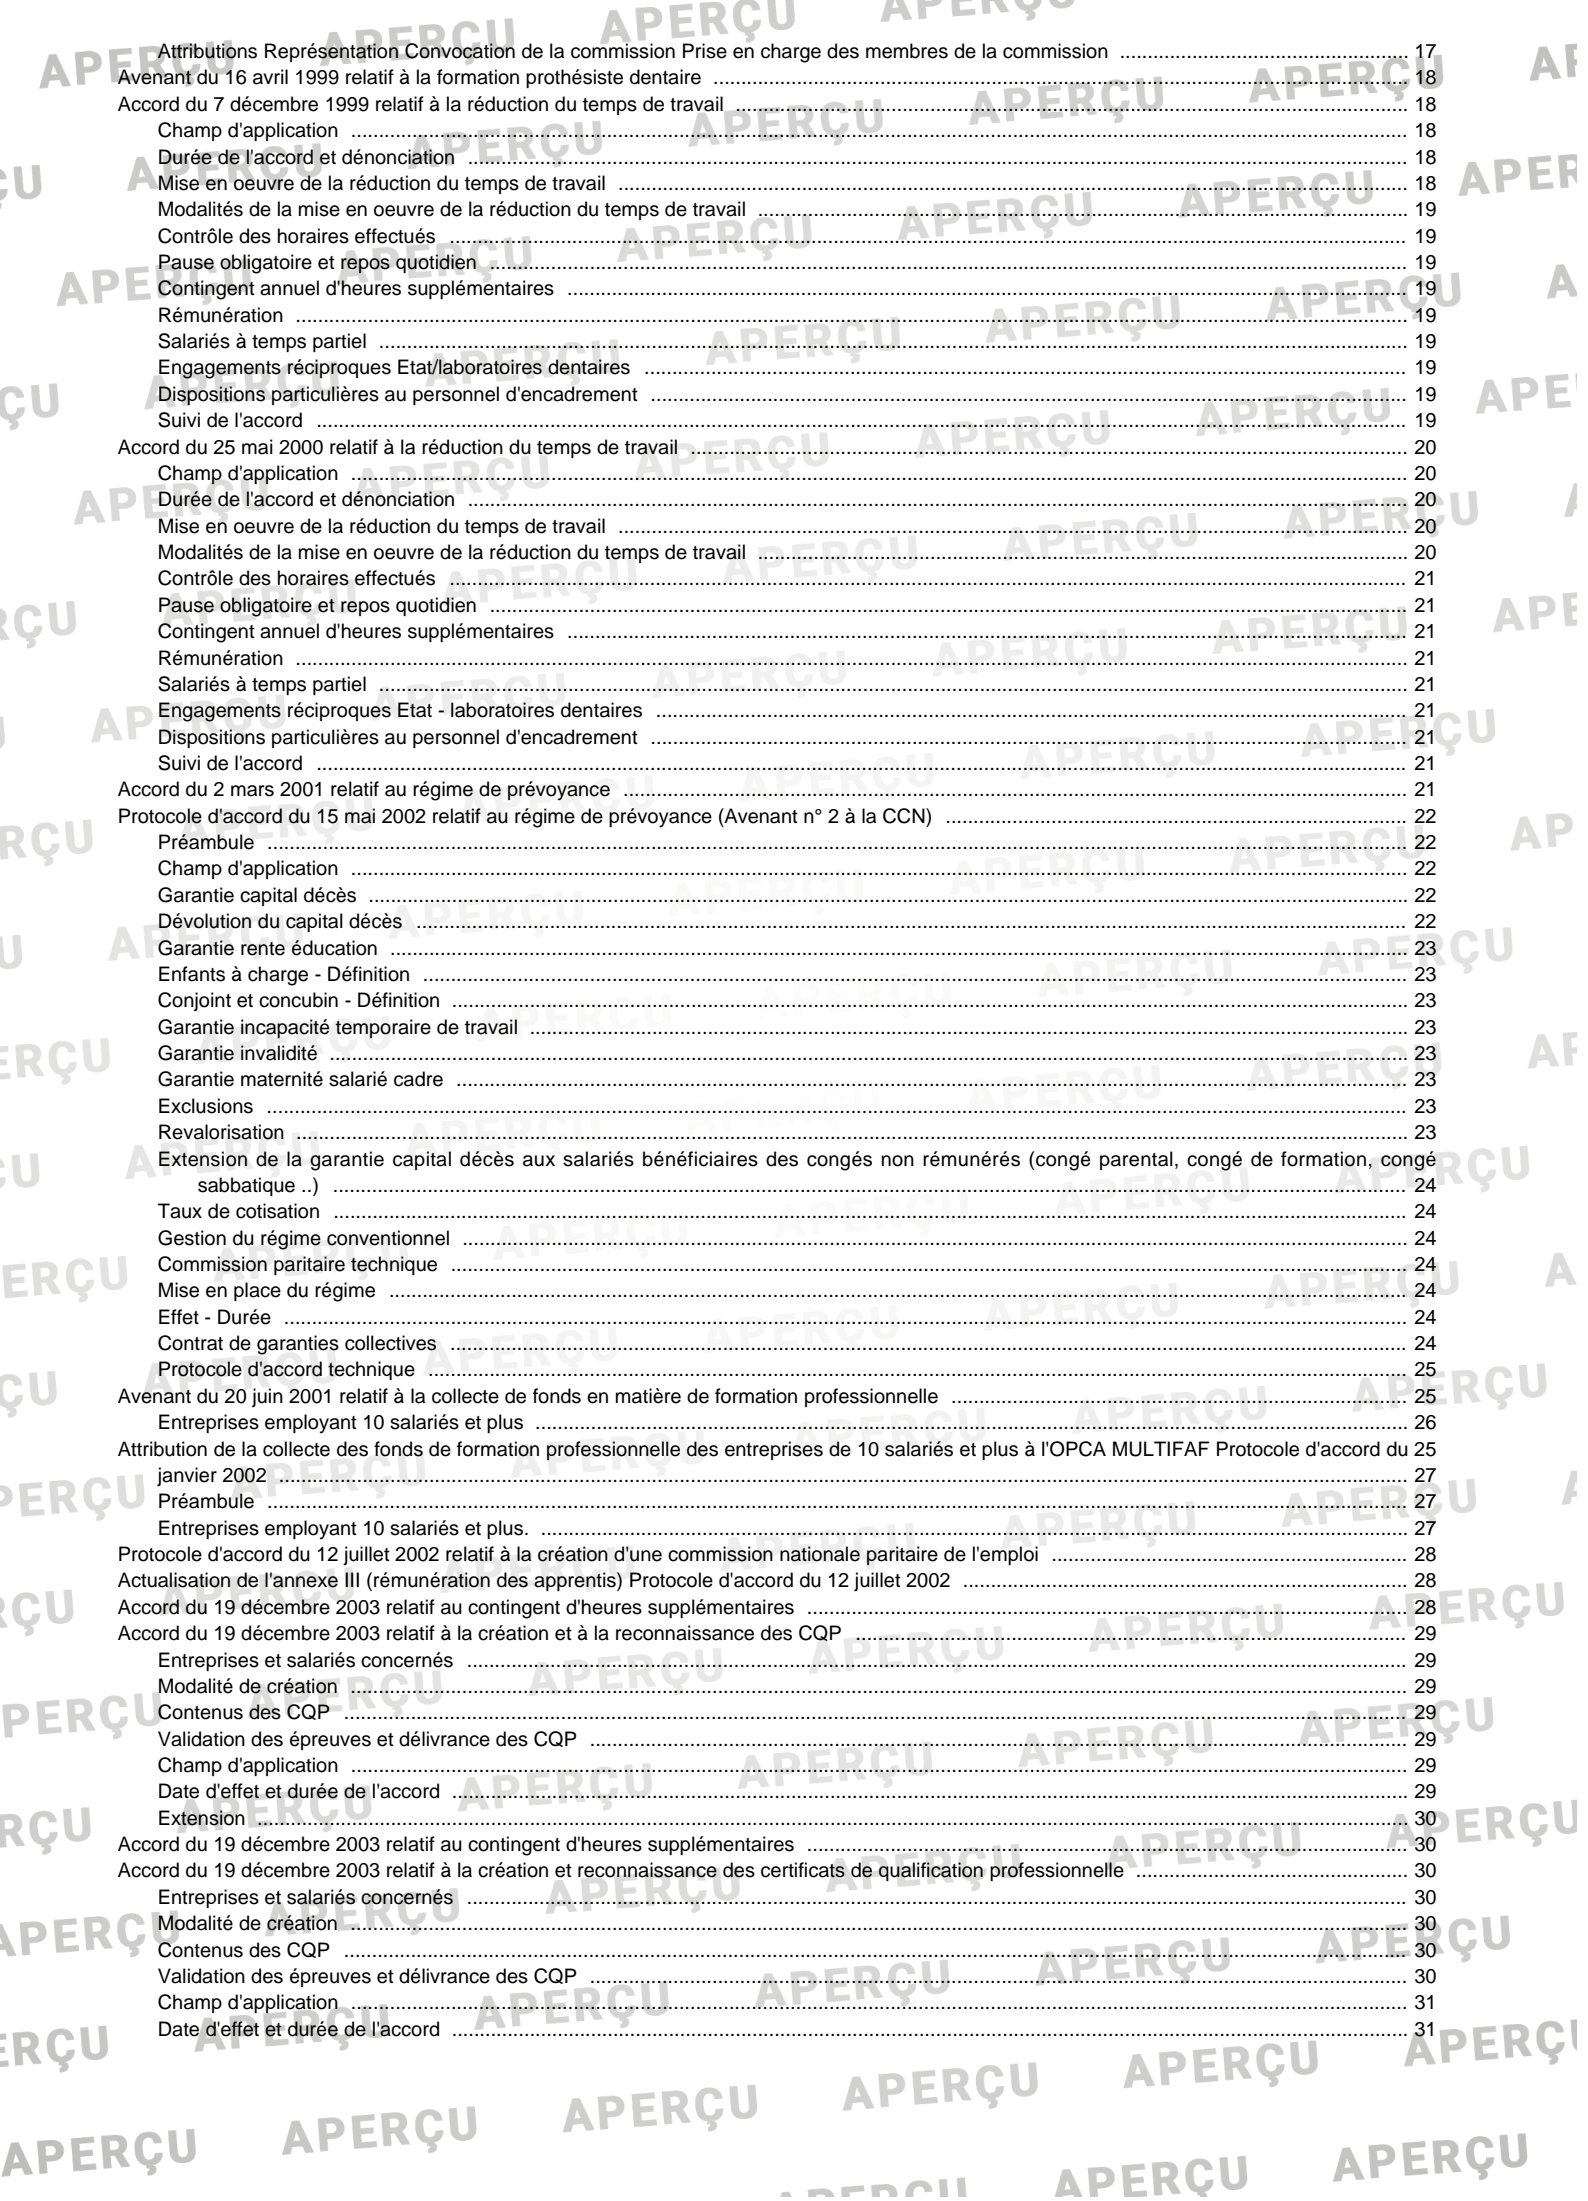 Attributions Représentation Convocation de la commission Prise en charge des membres de la commission 17
Avenant du 16 avril 1999 relatif à la formation prothésiste dentaire 18
Accord du 7 décembre 1999 relatif à la réduction du temps de travail 18
Champ d'application 18
Durée de l'accord et dénonciation 18
Mise en oeuvre de la réduction du temps de travail 18
Modalités de la mise en oeuvre de la réduction du temps de travail 19
Contrôle des horaires effectués 19
Pause obligatoire et repos quotidien 19
Contingent annuel d'heures supplémentaires 19
Rémunération 19
Salariés à temps partiel 19
Engagements réciproques Etat/laboratoires dentaires 19
Dispositions particulières au personnel d'encadrement 19
Suivi de l'accord 19
Accord du 25 mai 2000 relatif à la réduction du temps de travail 20
Champ d'application 20
Durée de l'accord et dénonciation 20
Mise en oeuvre de la réduction du temps de travail 20
Modalités de la mise en oeuvre de la réduction du temps de travail 20
Contrôle des horaires effectués 21
Pause obligatoire et repos quotidien 21
Contingent annuel d'heures supplémentaires 21
Rémunération 21
Salariés à temps partiel 21
Engagements réciproques Etat - laboratoires dentaires 21
Dispositions particulières au personnel d'encadrement 21
Suivi de l'accord 21
Accord du 2 mars 2001 relatif au régime de prévoyance 21
Protocole d'accord du 15 mai 2002 relatif au régime de prévoyance (Avenant n° 2 à la CCN) 22
Préambule 22
Champ d'application 22
Garantie capital décès 22
Dévolution du capital décès 22
Garantie rente éducation 23
Enfants à charge - Définition 23
Conjoint et concubin - Définition 23
Garantie incapacité temporaire de travail 23
Garantie invalidité 23
Garantie maternité salarié cadre 23
Exclusions 23
Revalorisation 23
Extension de la garantie capital décès aux salariés bénéficiaires des congés non rémunérés (congé parental, congé de formation, congé
sabbatique ..) 24
Taux de cotisation 24
Gestion du régime conventionnel 24
Commission paritaire technique 24
Mise en place du régime 24
Effet - Durée 24
Contrat de garanties collectives 24
Protocole d'accord technique 25
Avenant du 20 juin 2001 relatif à la collecte de fonds en matière de formation professionnelle 25
Entreprises employant 10 salariés et plus 26
Attribution de la collecte des fonds de formation professionnelle des entreprises de 10 salariés et plus à l'OPCA MULTIFAF Protocole d'accord du 25
janvier 2002 27
Préambule 27
Entreprises employant 10 salariés et plus. 27
Protocole d'accord du 12 juillet 2002 relatif à la création d'une commission nationale paritaire de l'emploi 28
Actualisation de l'annexe III (rémunération des apprentis) Protocole d'accord du 12 juillet 2002 28
Accord du 19 décembre 2003 relatif au contingent d'heures supplémentaires 28
Accord du 19 décembre 2003 relatif à la création et à la reconnaissance des CQP 29
Entreprises et salariés concernés 29
Modalité de création 29
Contenus des CQP 29
Validation des épreuves et délivrance des CQP 29
Champ d'application 29
Date d'effet et durée de l'accord 29
Extension 30
Accord du 19 décembre 2003 relatif au contingent d'heures supplémentaires 30
Accord du 19 décembre 2003 relatif à la création et reconnaissance des certificats de qualification professionnelle 30
Entreprises et salariés concernés 30
Modalité de création 30
Contenus des CQP 30
Validation des épreuves et délivrance des CQP 30
Champ d'application 31
Date d'effet et durée de l'accord 31
APERÇU